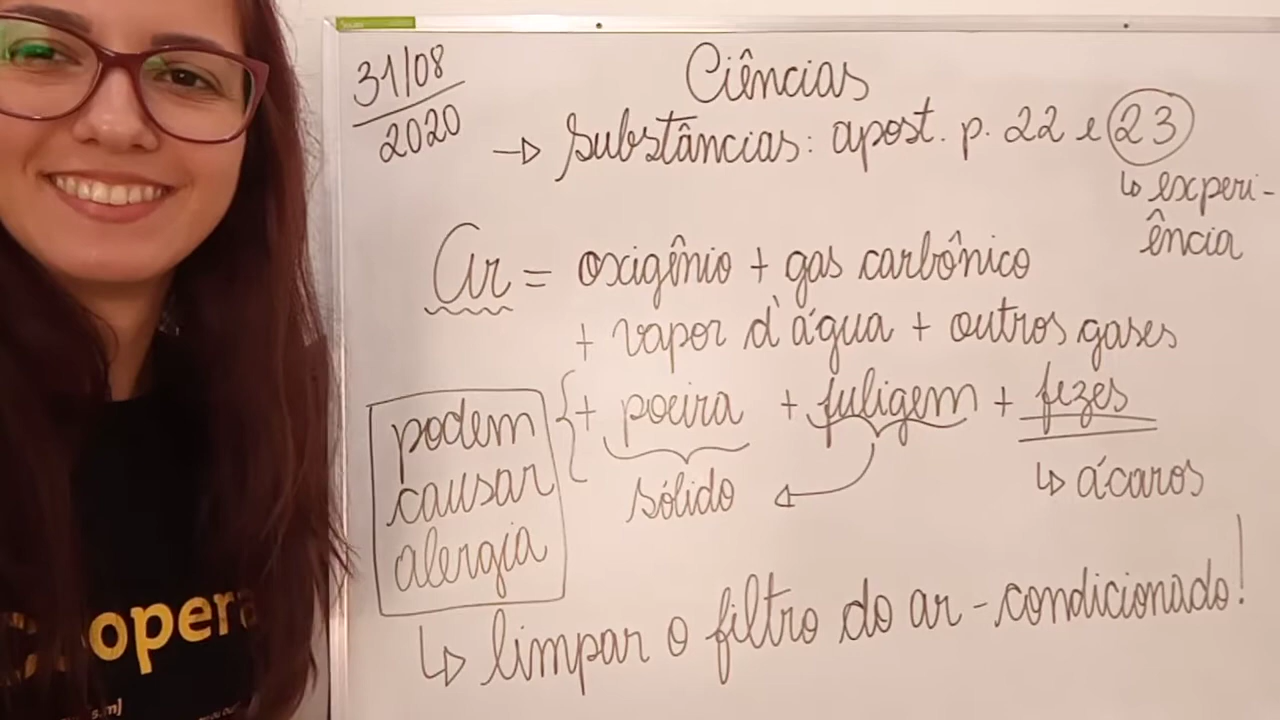 31/08
2020
Ciências
→ Substâncias: apost. p. 22 e 23
↳ experi-
ência
Ar = oxigênio + gas carbônico
+ vapor d'água + outros gases
+ poeira + fuligem + fezes
podem
causar
alergia
sólido
↳ ácaros
↳ limpar o filtro do ar-condicionado!